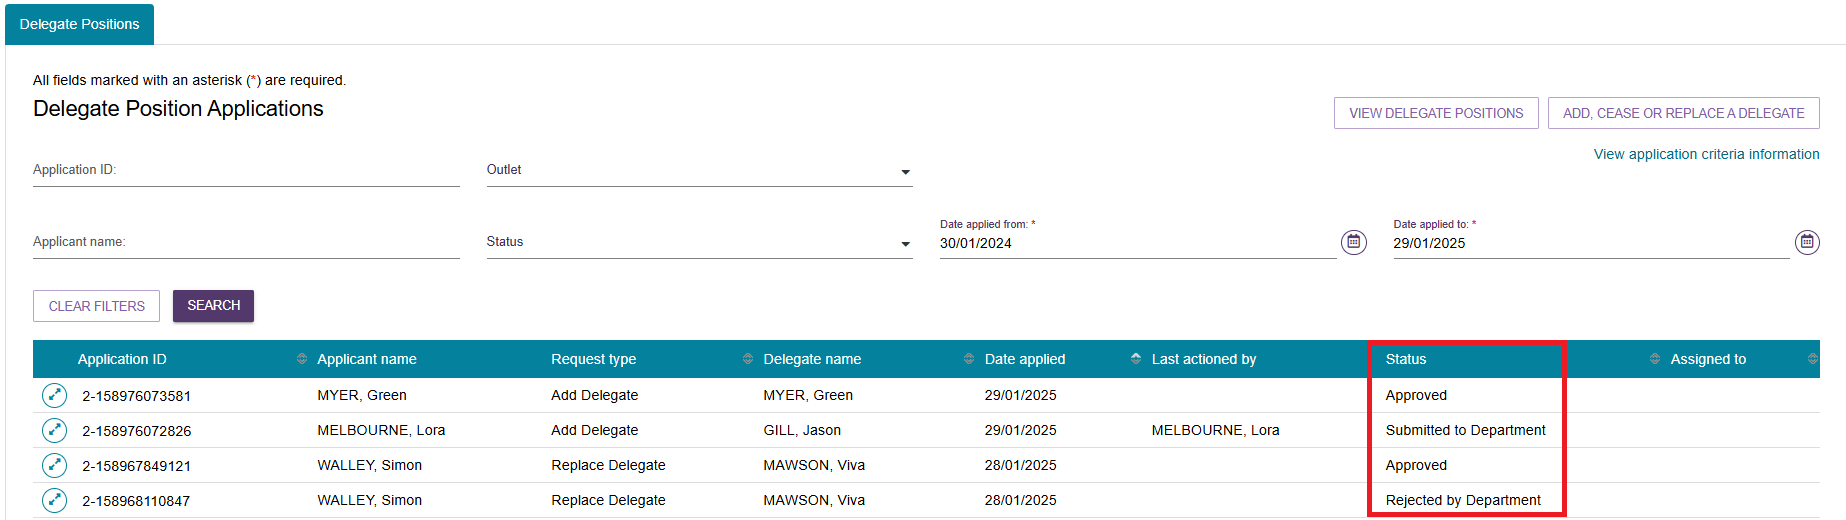 Delegate Positions
All fields marked with an asterisk (*) are required.
Delegate Position Applications
VIEW DELEGATE POSITIONS
ADD, CEASE OR REPLACE A DELEGATE
View application criteria information
Application ID:
Outlet
Applicant name:
Status
Date applied from: *
30/01/2024
Date applied to: *
29/01/2025
CLEAR FILTERS
SEARCH
Application ID Applicant name Request type Delegate name Date applied Last actioned by Status Assigned to
2-158976073581 MYER, Green Add Delegate MYER, Green 29/01/2025 Approved
2-158976072826 MELBOURNE, Lora Add Delegate GILL, Jason 29/01/2025 MELBOURNE, Lora Submitted to Department
2-158967849121 WALLEY, Simon Replace Delegate MAWSON, Viva 28/01/2025 Approved
2-158968110847 WALLEY, Simon Replace Delegate MAWSON, Viva 28/01/2025 Rejected by Department